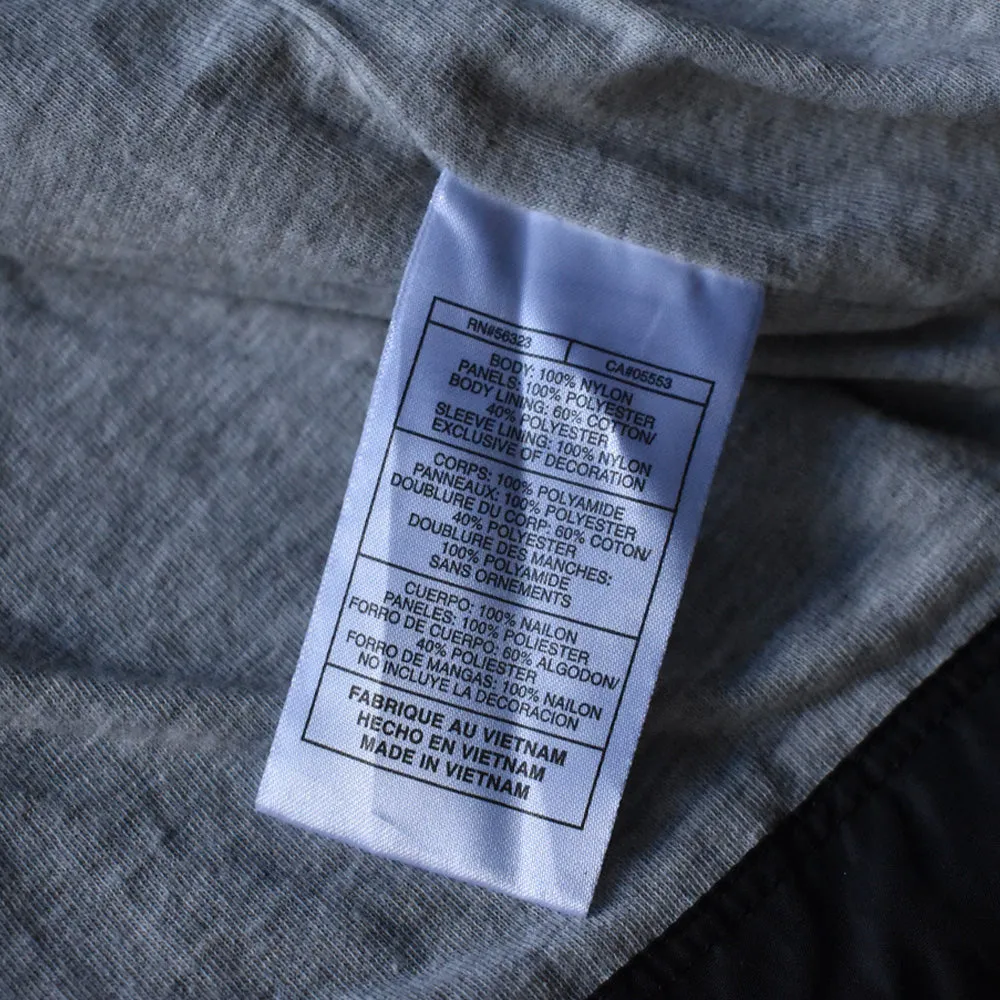 RN#56323 CA#05553
BODY: 100% NYLON
PANELS: 100% POLYESTER
BODY LINING: 60% COTTON/
40% POLYESTER
SLEEVE LINING: 100% NYLON
EXCLUSIVE OF DECORATION
CORPS: 100% POLYAMIDE
PANNEAUX: 100% POLYESTER
DOUBLURE DU CORP: 60% COTON/
40% POLYESTER
DOUBLURE DES MANCHES:
100% POLYAMIDE
SANS ORNEMENTS
CUERPO: 100% NAILON
PANELES: 100% POLIESTER
FORRO DE CUERPO: 60% ALGODON/
40% POLIESTER
FORRO DE MANGAS: 100% NAILON
NO INCLUYE LA DECORACION
FABRIQUE AU VIETNAM
HECHO EN VIETNAM
MADE IN VIETNAM